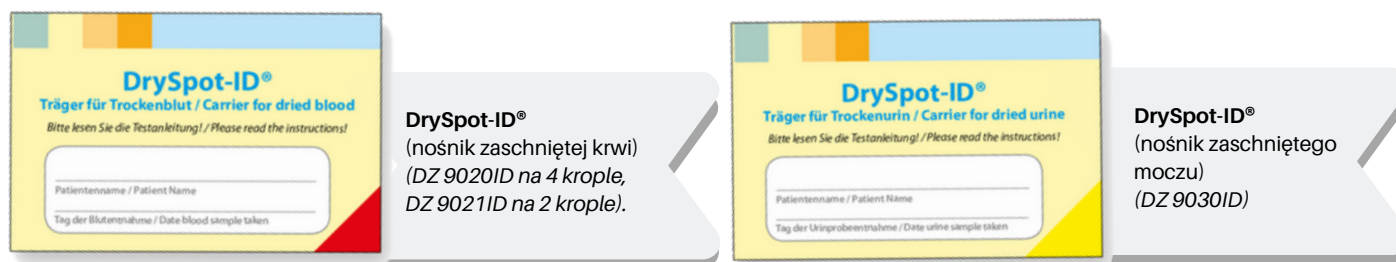 DrySpot-ID®
Träger für Trockenblut / Carrier for dried blood
Bitte lesen Sie die Testanleitung! / Please read the instructions!
Patientenname / Patient Name
Tag der Blutentnahme / Date blood sample taken
DrySpot-ID®
(nośnik zaschniętej krwi)
(DZ 9020ID na 4 krople,
DZ 9021ID na 2 krople).
DrySpot-ID®
Träger für Trockenurin / Carrier for dried urine
Bitte lesen Sie die Testanleitung! / Please read the instructions!
Patientenname / Patient Name
Tag der Urinprobeentnahme / Date urine sample taken
DrySpot-ID®
(nośnik zaschniętego
moczu)
(DZ 9030ID)